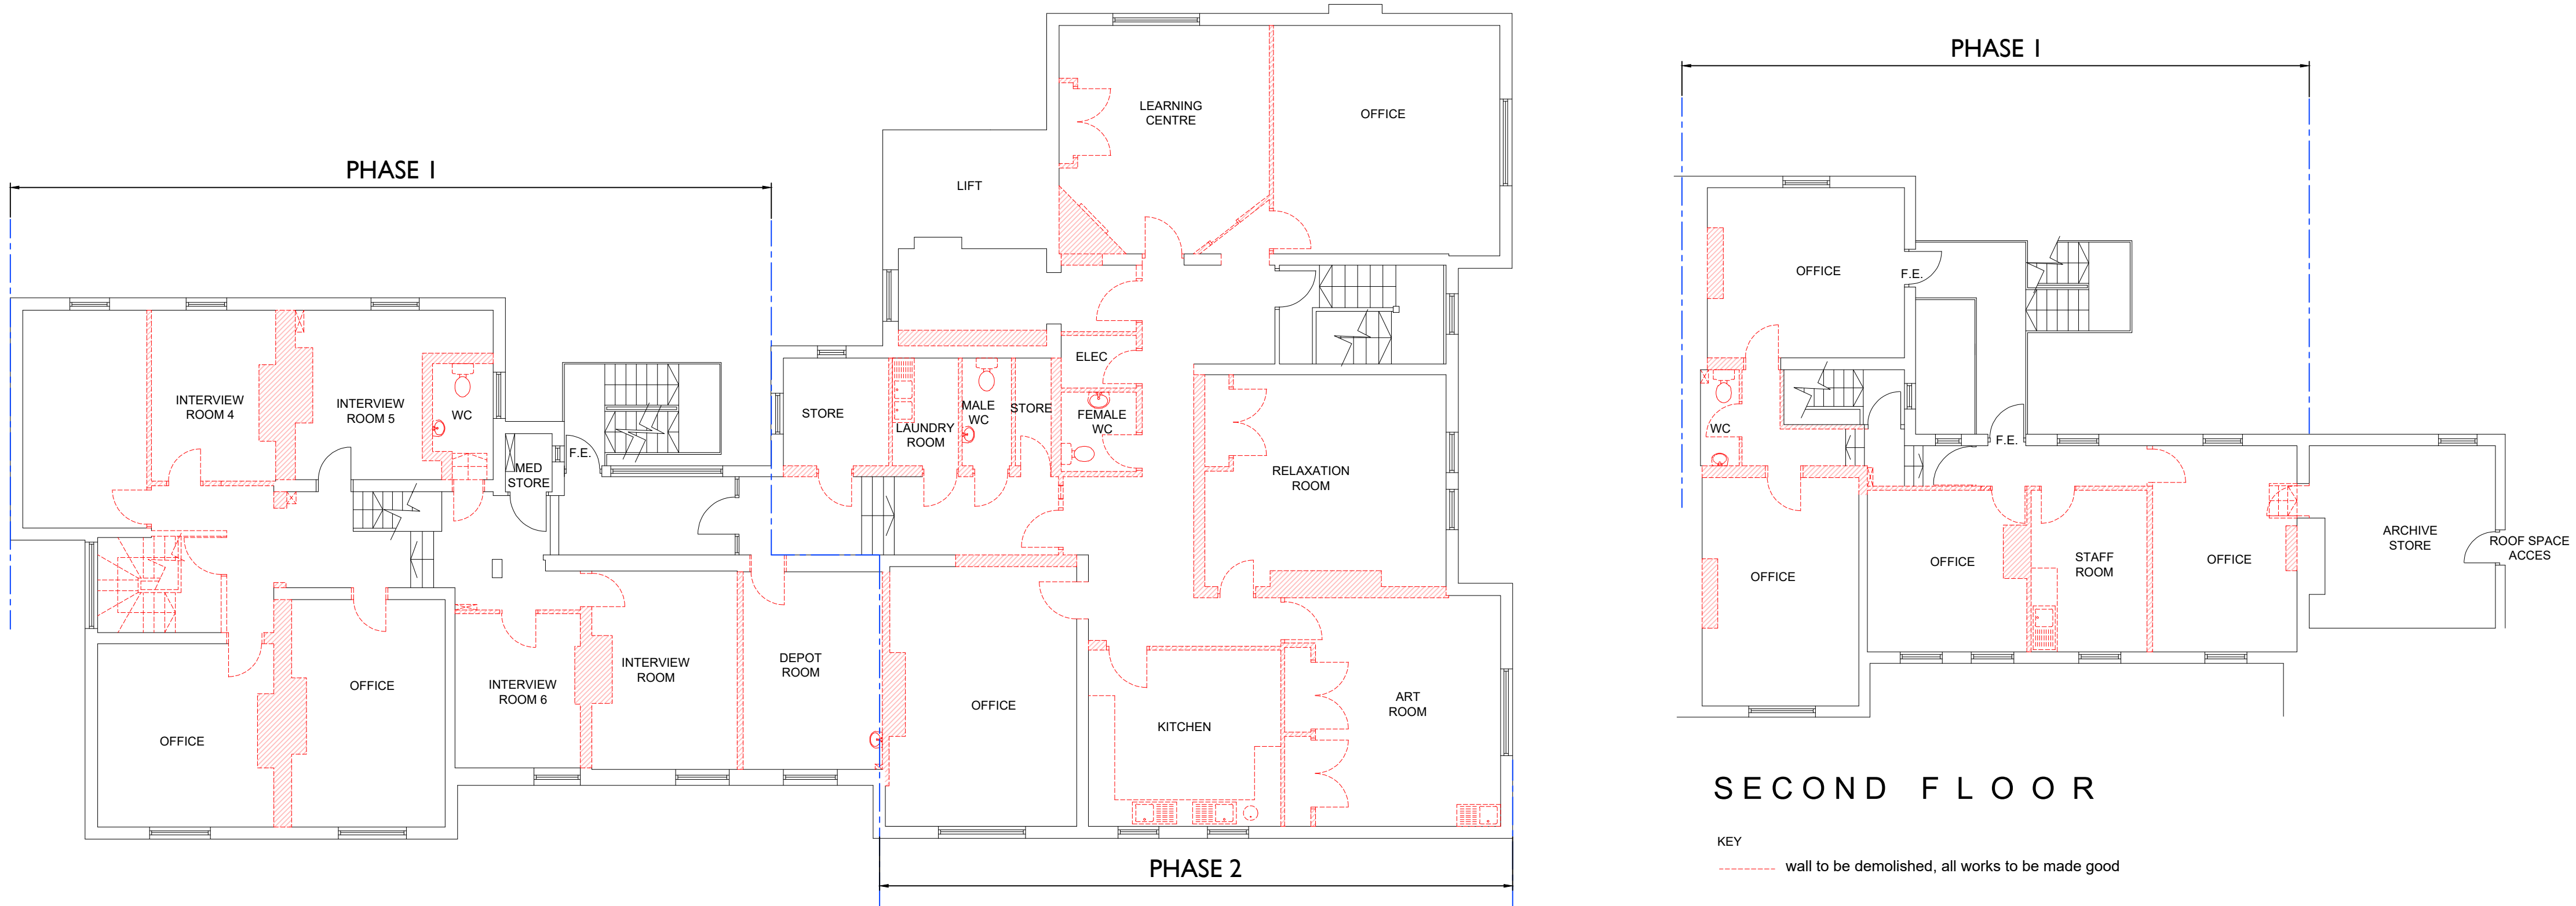 PHASE 1
PHASE 1
LEARNING
CENTRE
OFFICE
LIFT
OFFICE
F.E.
ELEC
INTERVIEW
ROOM 4
INTERVIEW
ROOM 5
WC
STORE
LAUNDRY
ROOM
MALE
WC
STORE
FEMALE
WC
WC
F.E.
F.E.
MED
STORE
RELAXATION
ROOM
ARCHIVE
STORE
ROOF SPACE
ACCES
OFFICE
OFFICE
STAFF
ROOM
OFFICE
OFFICE
OFFICE
INTERVIEW
ROOM 6
INTERVIEW
ROOM
DEPOT
ROOM
OFFICE
KITCHEN
ART
ROOM
SECOND FLOOR
KEY
wall to be demolished, all works to be made good
PHASE 2